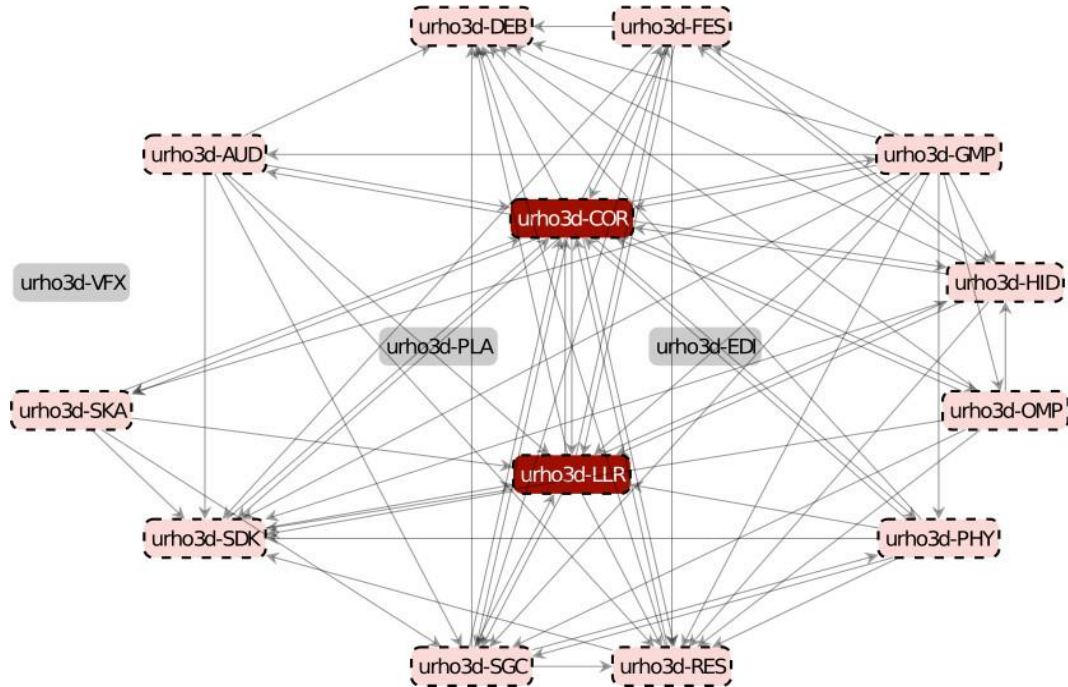 urho3d-DEB
urho3d-FES
urho3d-AUD
urho3d-GMP
urho3d-COR
urho3d-VFX
urho3d-HID
urho3d-PLA
urho3d-EDI
urho3d-SKA
urho3d-OMP
urho3d-LLR
urho3d-SDK
urho3d-PHY
urho3d-SGC
urho3d-RES